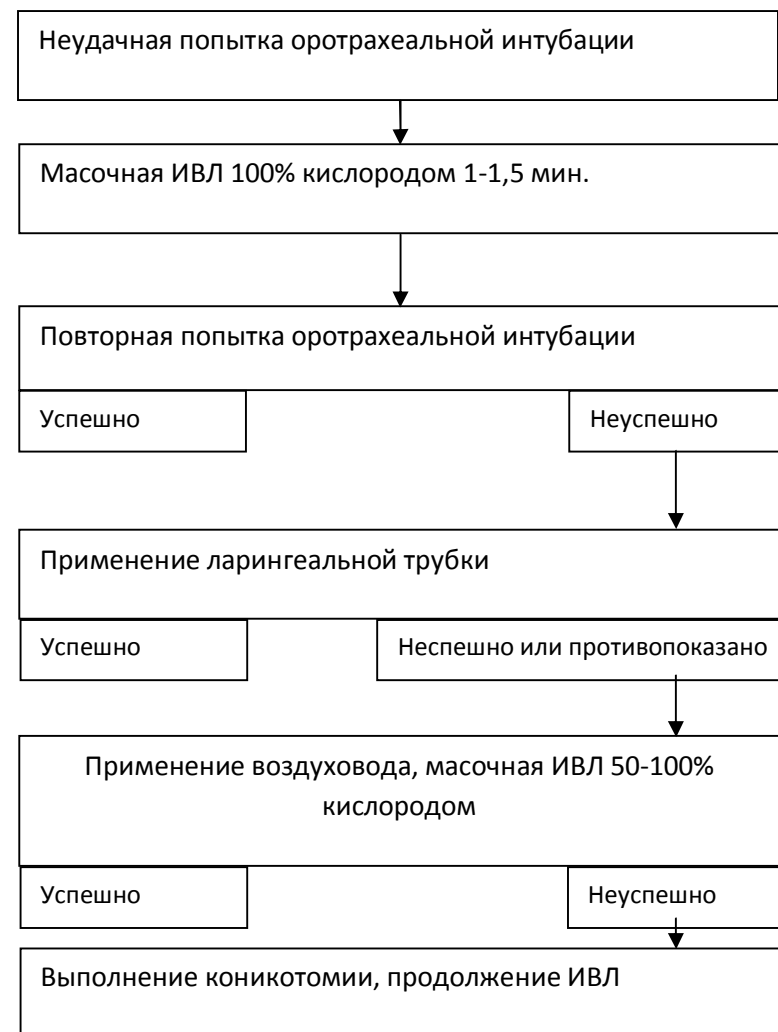 Неудачная попытка оротрахеальной интубации
Масочная ИВЛ 100% кислородом 1-1,5 мин.
Повторная попытка оротрахеальной интубации
Успешно
Неуспешно
Применение ларингеальной трубки
Успешно
Неспешно или противопоказано
Применение воздуховода, масочная ИВЛ 50-100%
кислородом
Успешно
Неуспешно
Выполнение коникотомии, продолжение ИВЛ